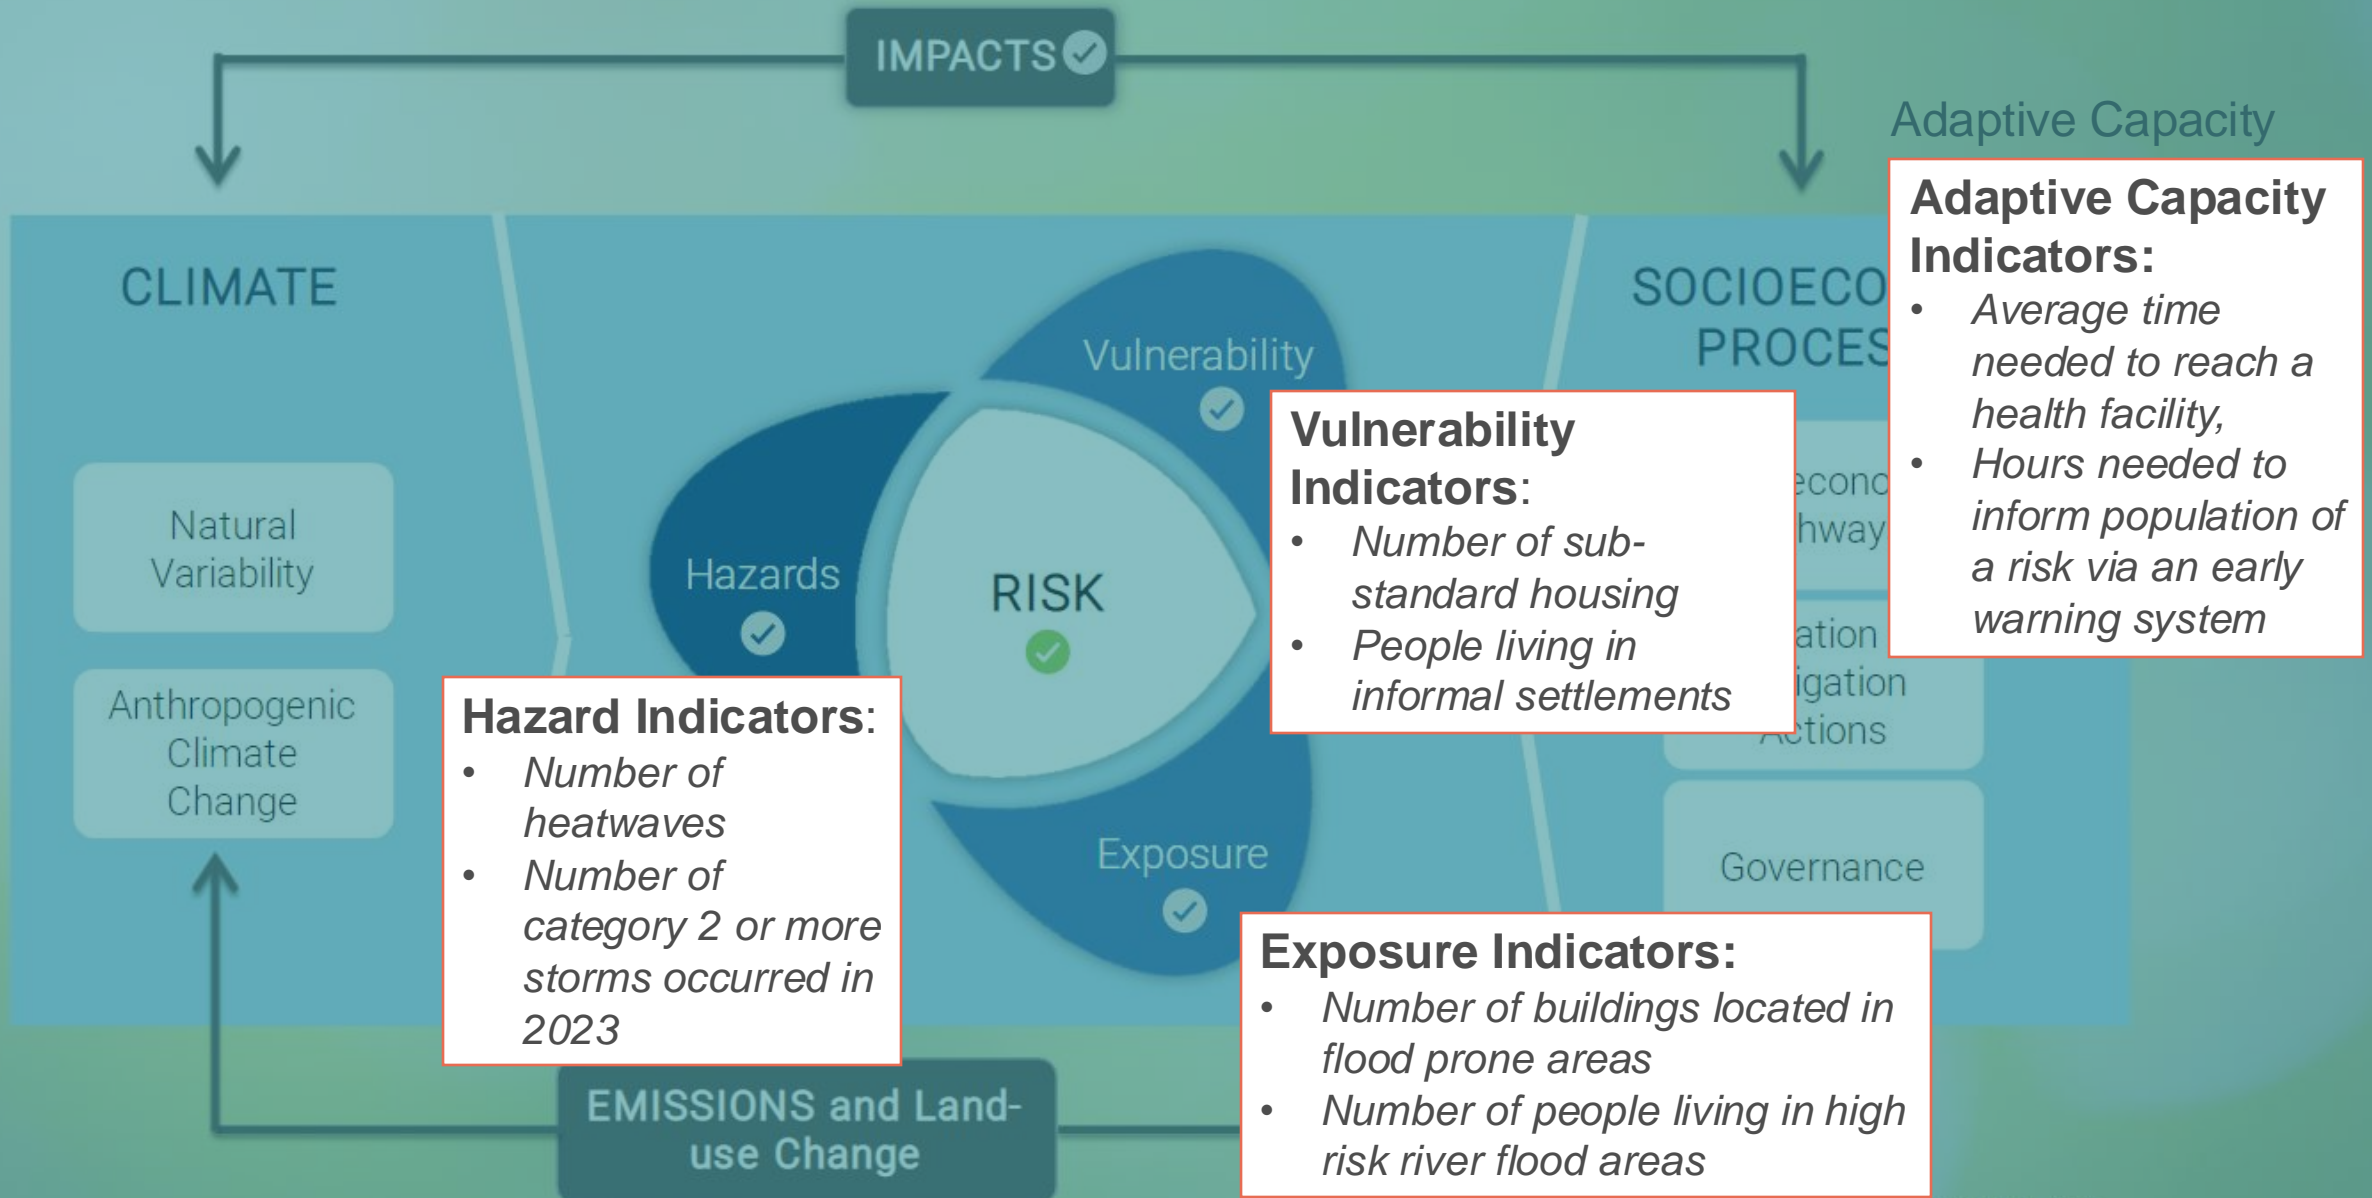 IMPACTS
Adaptive Capacity
CLIMATE
Natural
Variability
Anthropogenic
Climate
Change
Vulnerability
Hazards
RISK
Exposure
Hazard Indicators:
• Number of
heatwaves
• Number of
category 2 or more
storms occurred in
2023
Vulnerability
Indicators:
• Number of sub-
standard housing
• People living in
informal settlements
Adaptive Capacity
Indicators:
• Average time
needed to reach a
health facility,
• Hours needed to
inform population of
a risk via an early
warning system
Governance
Exposure Indicators:
• Number of buildings located in
flood prone areas
• Number of people living in high
risk river flood areas
EMISSIONS and Land-
use Change